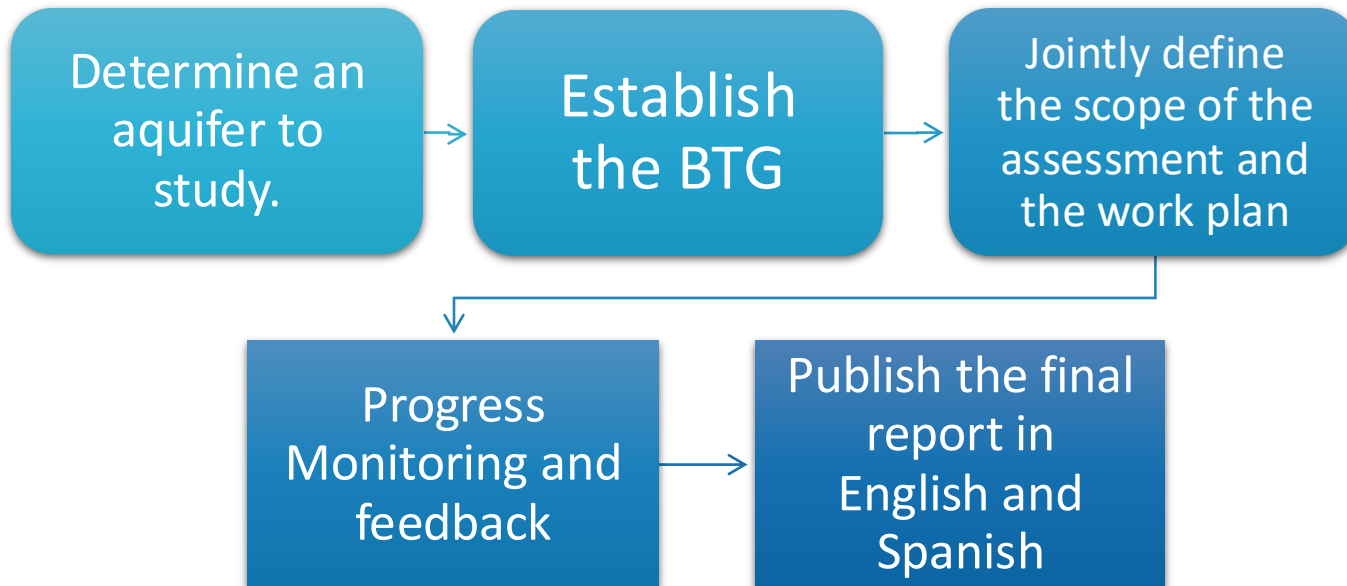 Determine an
aquifer to
study.
Establish
the BTG
Jointly define
the scope of the
assessment and
the work plan
Progress
Monitoring and
feedback
Publish the final
report in
English and
Spanish